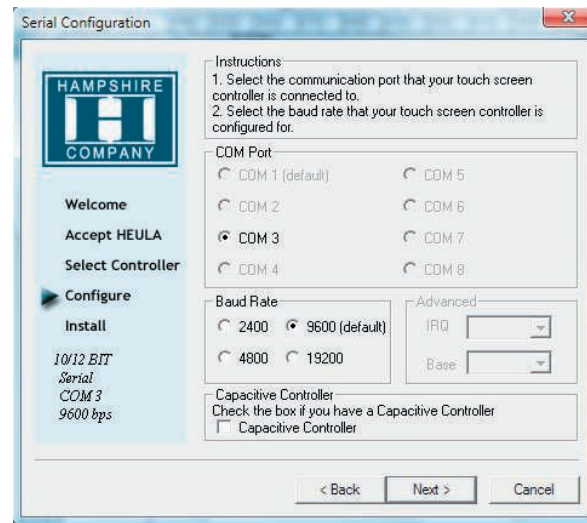 Serial Configuration
HAMPSHIRE
COMPANY
Welcome
Accept HEULA
Select Controller
Configure
Install
10/12 BIT
Serial
COM 3
9600 bps
Instructions
1. Select the communication port that your touch screen
controller is connected to.
2. Select the baud rate that your touch screen controller is
configured for.
COM Port
COM 1 (default)
COM 5
COM 2
COM 6
COM 3
COM 7
COM 4
COM 8
Baud Rate
2400
9600 (default)
4800
19200
Advanced
IRQ
Base
Capacitive Controller
Check the box if you have a Capacitive Controller
Capacitive Controller
< Back
Next >
Cancel